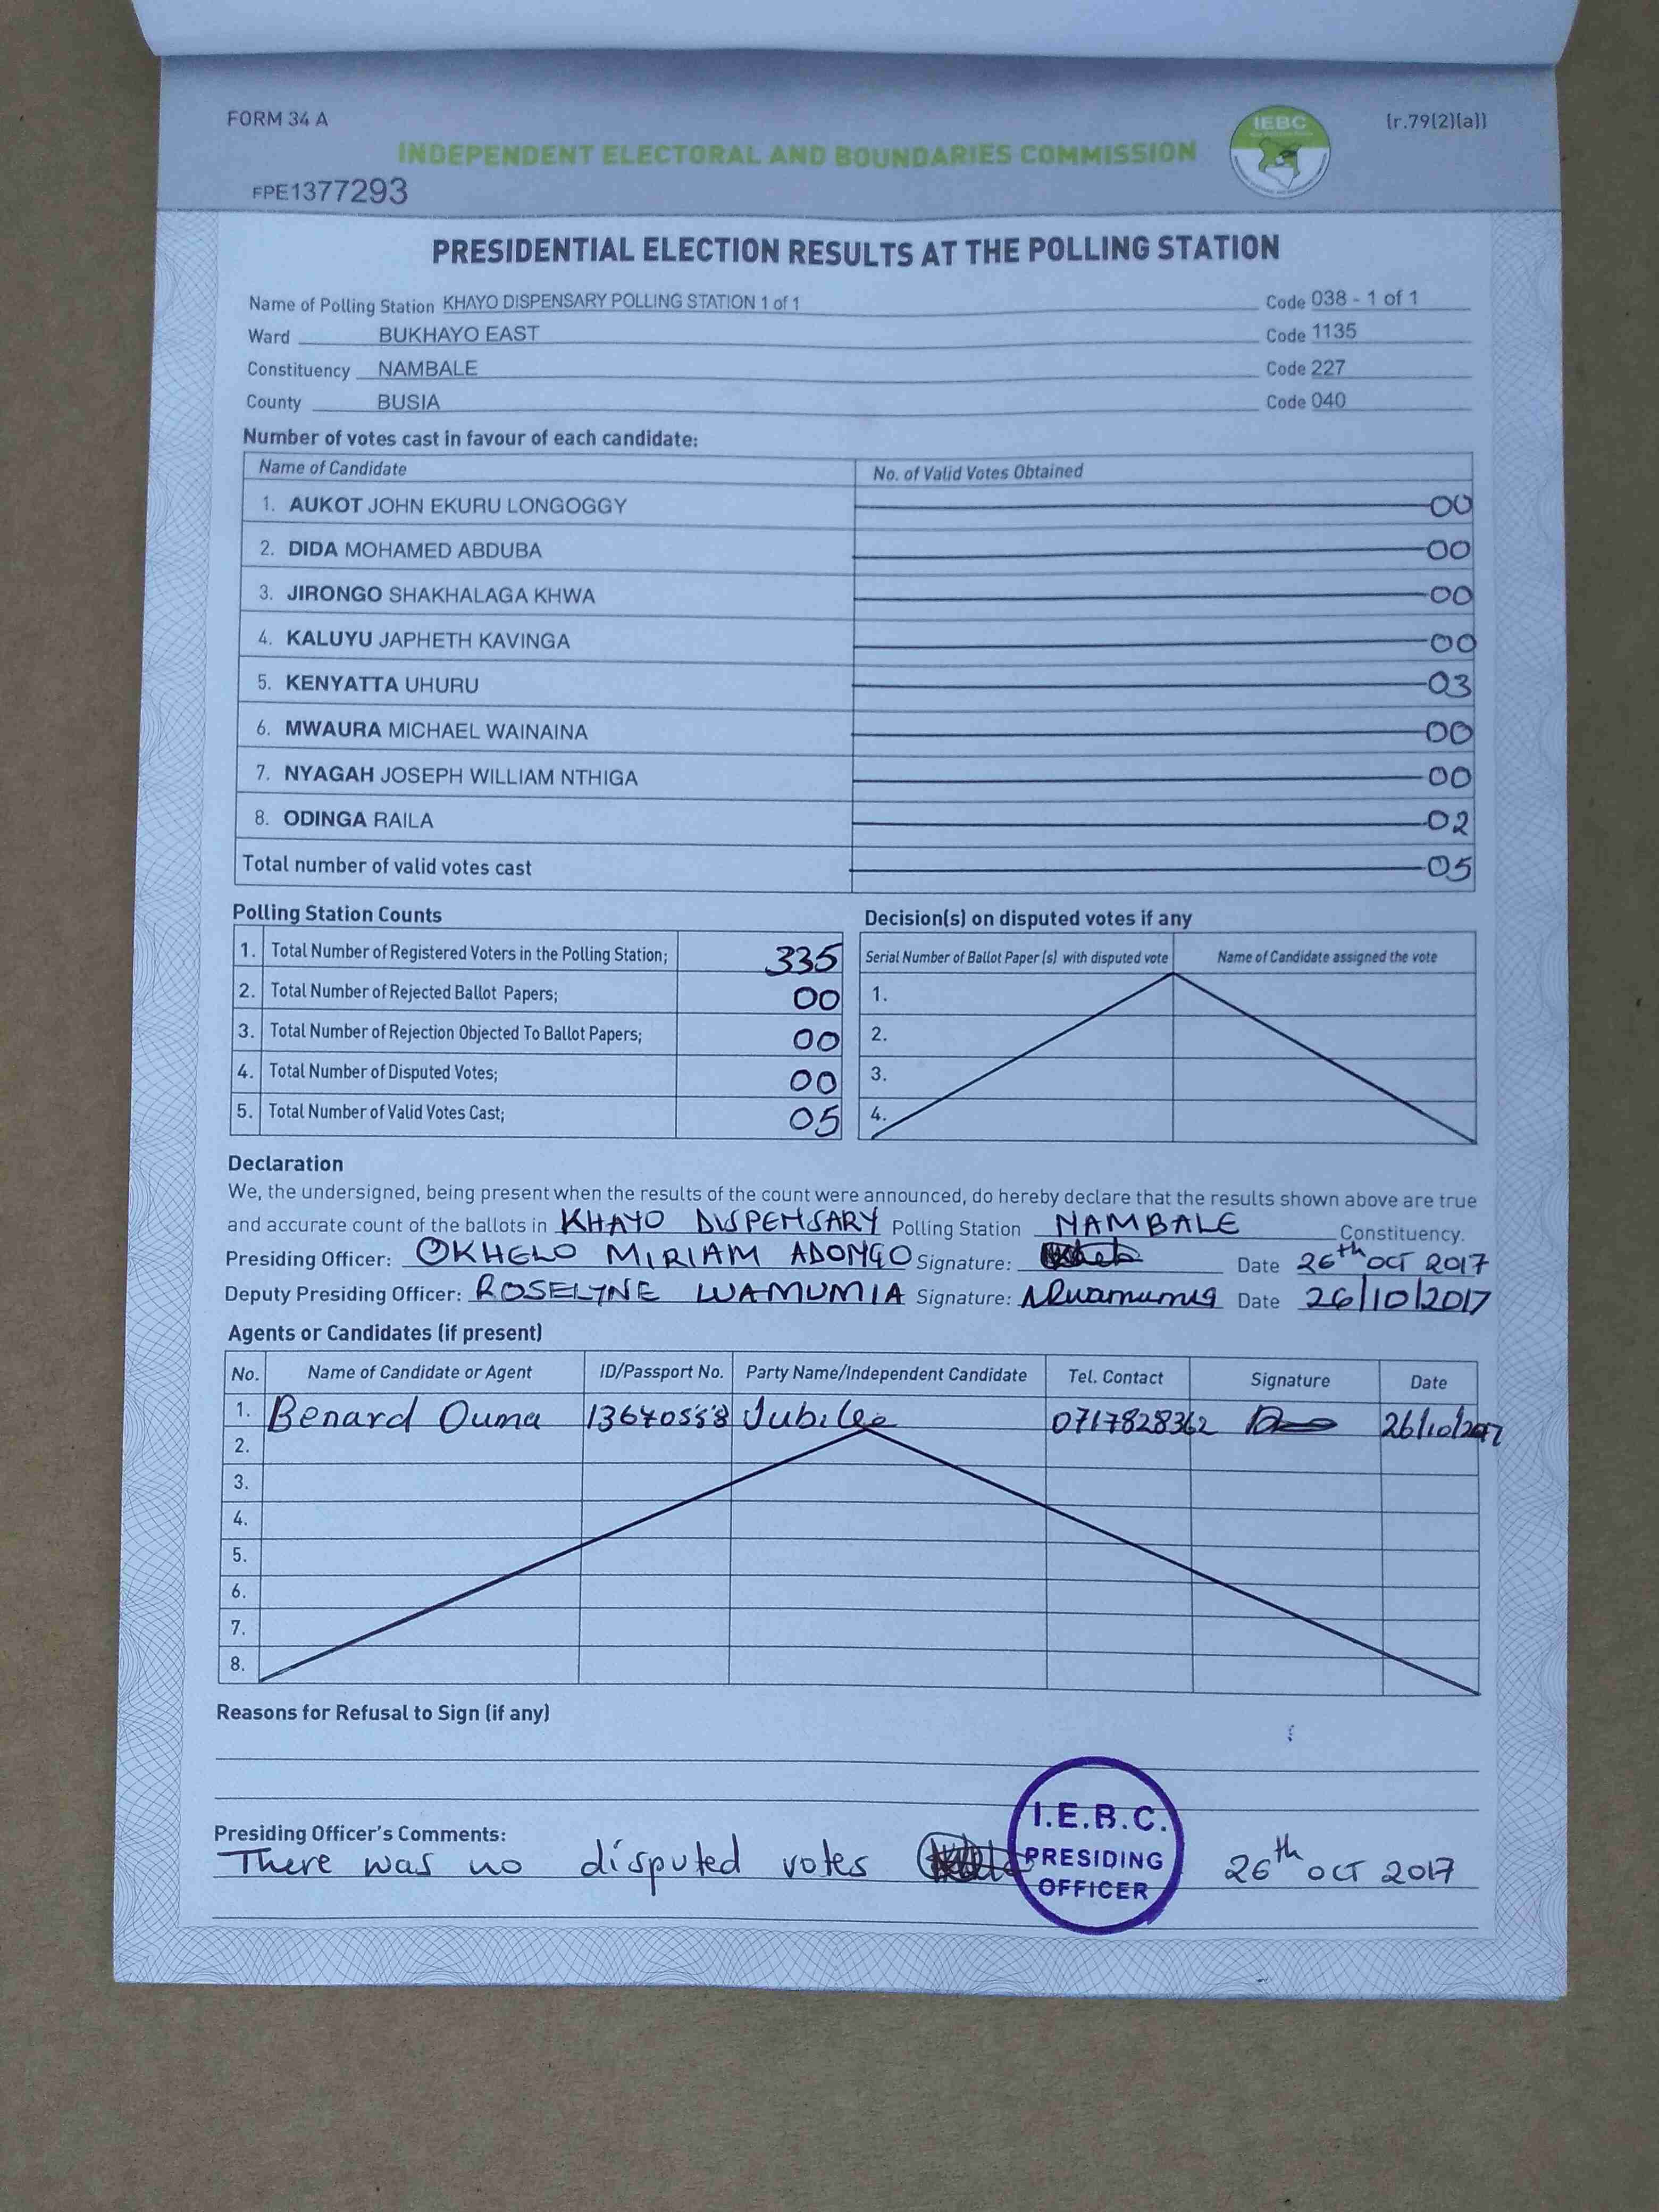 FORM 34 A
IEBC
(r.79(2)(a))
INDEPENDENT ELECTORAL AND BOUNDARIES COMMISSION
FPE1377293
PRESIDENTIAL ELECTION RESULTS AT THE POLLING STATION
Name of Polling Station KHAYO DISPENSARY POLLING STATION 1 of 1 Code 038 - 1 of 1
Ward BUKHAYO EAST Code 1135
Constituency NAMBALE Code 227
County BUSIA Code 040
Number of votes cast in favour of each candidate:
Name of Candidate No. of Valid Votes Obtained
1. AUKOT JOHN EKURU LONGOGGY 00
2. DIDA MOHAMED ABDUBA 00
3. JIRONGO SHAKHALAGA KHWA 00
4. KALUYU JAPHETH KAVINGA 00
5. KENYATTA UHURU 03
6. MWAURA MICHAEL WAINAINA 00
7. NYAGAH JOSEPH WILLIAM NTHIGA 00
8. ODINGA RAILA 02
Total number of valid votes cast 05
Polling Station Counts
1. Total Number of Registered Voters in the Polling Station; 335
2. Total Number of Rejected Ballot Papers; 00
3. Total Number of Rejection Objected To Ballot Papers; 00
4. Total Number of Disputed Votes; 00
5. Total Number of Valid Votes Cast; 05
Decision(s) on disputed votes if any
Serial Number of Ballot Paper (s) with disputed vote Name of Candidate assigned the vote
1.
2.
3.
4.
Declaration
We, the undersigned, being present when the results of the count were announced, do hereby declare that the results shown above are true
and accurate count of the ballots in KHAYO DISPENSARY Polling Station NAMBALE Constituency.
Presiding Officer: OKHELO MIRIAM ADONGO Signature: Date 26th OCT 2017
Deputy Presiding Officer: ROSELYNE WAMUMIA Signature: Date 26/10/2017
Agents or Candidates (if present)
No. Name of Candidate or Agent ID/Passport No. Party Name/Independent Candidate Tel. Contact Signature Date
1. Benard Ouma Jubilee 0717828362 26/10/2017
2.
3.
4.
5.
6.
7.
8.
Reasons for Refusal to Sign (if any)
Presiding Officer's Comments:
There was no disputed votes 26th OCT 2017
I.E.B.C.
PRESIDING
OFFICER